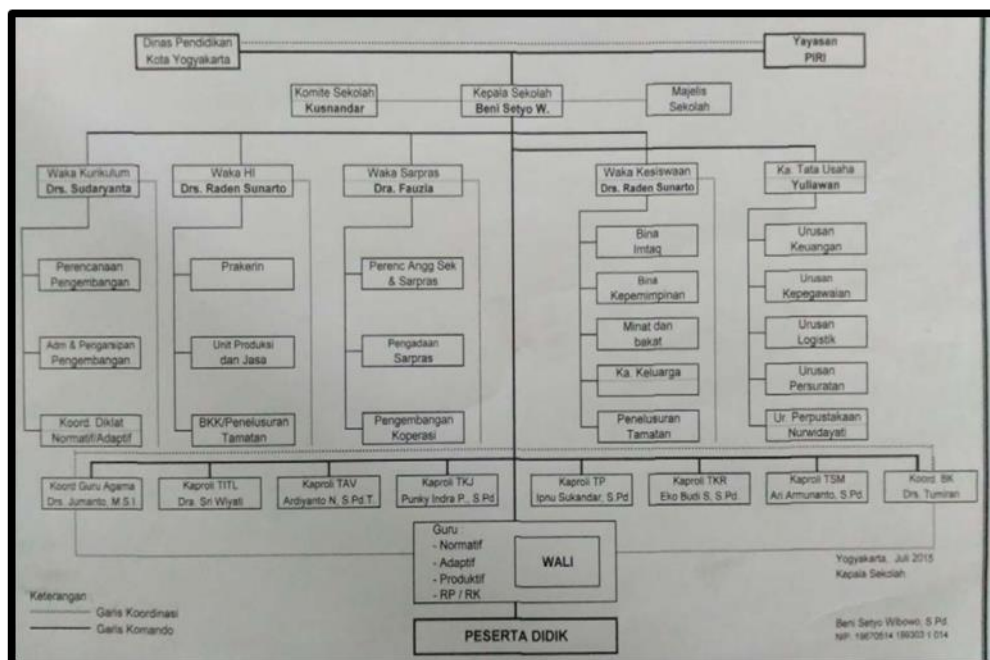 Dinas Pendidikan
Kota Yogyakarta
Yayasan
PIRI
Komite Sekolah
Kusnandar
Kepala Sekolah
Beni Setyo W.
Majelis
Sekolah
Waka Kurikulum
Drs. Sudaryanta
Waka HI
Drs. Raden Sunarto
Waka Sarpras
Dra. Fauzia
Waka Kesiswaan
Drs. Raden Sunarto
Ka. Tata Usaha
Yuliawan
Perencanaan
Pengembangan
Adm & Pengarsipan
Pengembangan
Koord. Diklat
Normatif/Adaptif
Prakerin
Unit Produksi
dan Jasa
BKK/Penelusuran
Tamatan
Perenc Angg Sek
& Sarpras
Pengadaan
Sarpras
Pengembangan
Koperasi
Bina
Imtaq
Bina
Kepemimpinan
Minat dan
bakat
Ka. Keluarga
Penelusuran
Tamatan
Urusan
Keuangan
Urusan
Kepegawaian
Urusan
Logistik
Urusan
Persuratan
Ur. Perpustakaan
Nurwidayati
Koord Guru Agama
Drs. Jumanto, M.S.I.
Kaproli TITL
Dra. Sri Wiyati
Kaproli TAV
Ardiyanto N, S.Pd.T.
Kaproli TKJ
Punky Indra P., S.Pd
Kaproli TP
Ipnu Sukandar, S.Pd
Kaproli TKR
Eko Budi S, S.Pd.
Kaproli TSM
Ari Armunanto, S.Pd.
Koord. BK
Drs. Tumiran
Guru :
- Normatif
- Adaptif
- Produktif
- RP / RK
WALI
PESERTA DIDIK
Keterangan :
Garis Koordinasi
Garis Komando
Yogyakarta, Juli 2015
Kepala Sekolah
Beni Setyo Wibowo, S.Pd.
NIP.